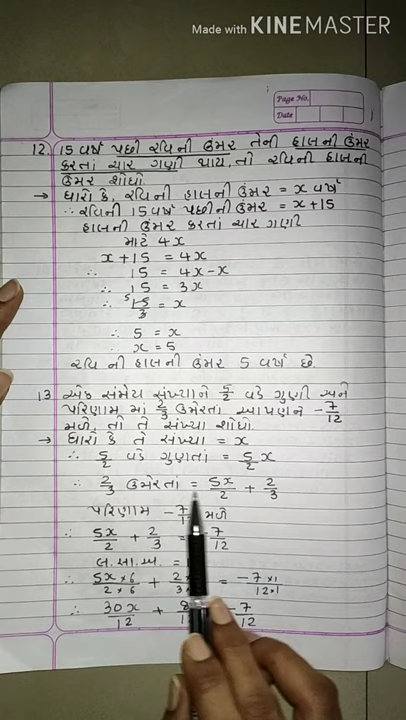 Made with KINEMASTER
Page No.
Date
12. 15 વર્ષ પછી રવિ ની ઉંમર તેની હાલની ઉંમર
કરતાં ચાર ગણી થાય, તો રવિની હાલની
ઉંમર શોધો.
→ ધારો કે, રવિની હાલની ઉંમર = x વર્ષ
∴ રવિની 15 વર્ષ પછીની ઉંમર = x + 15
હાલની ઉંમર કરતાં ચાર ગણી
માટે 4x
x + 15 = 4x
∴ 15 = 4x - x
∴ 15 = 3x
∴ 5 15/3 = x
∴ 5 = x
∴ x = 5
રવિ ની હાલની ઉંમર 5 વર્ષ છે.
13. એક સંમેય સંખ્યાને 5/2 વડે ગુણી અને
પરિણામ માં 2/3 ઉમેરતાં આપણને -7/12
મળે, તો તે સંખ્યા શોધો.
→ ધારો કે તે સંખ્યા = x
∴ 5/2 વડે ગુણતાં = 5/2 x
∴ 2/3 ઉમેરતાં = 5x/2 + 2/3
પરિણામ -7/12 મળે
∴ 5x/2 + 2/3 = -7/12
લ.સા.અ. =
∴ 5x×6/2×6 + 2×/3× = -7×1/12×1
∴ 30x/12 + 8/1 -7/12